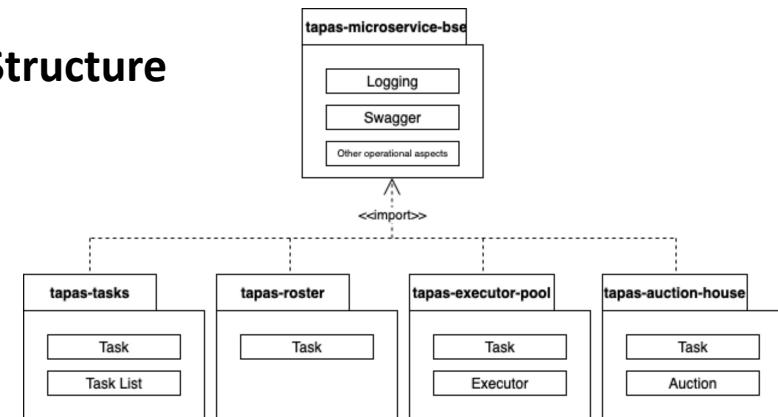 Structure
tapas-microservice-bse
Logging
Swagger
Other operational aspects
<<import>>
tapas-tasks
tapas-roster
tapas-executor-pool
tapas-auction-house
Task
Task
Task
Task
Task List
Executor
Auction